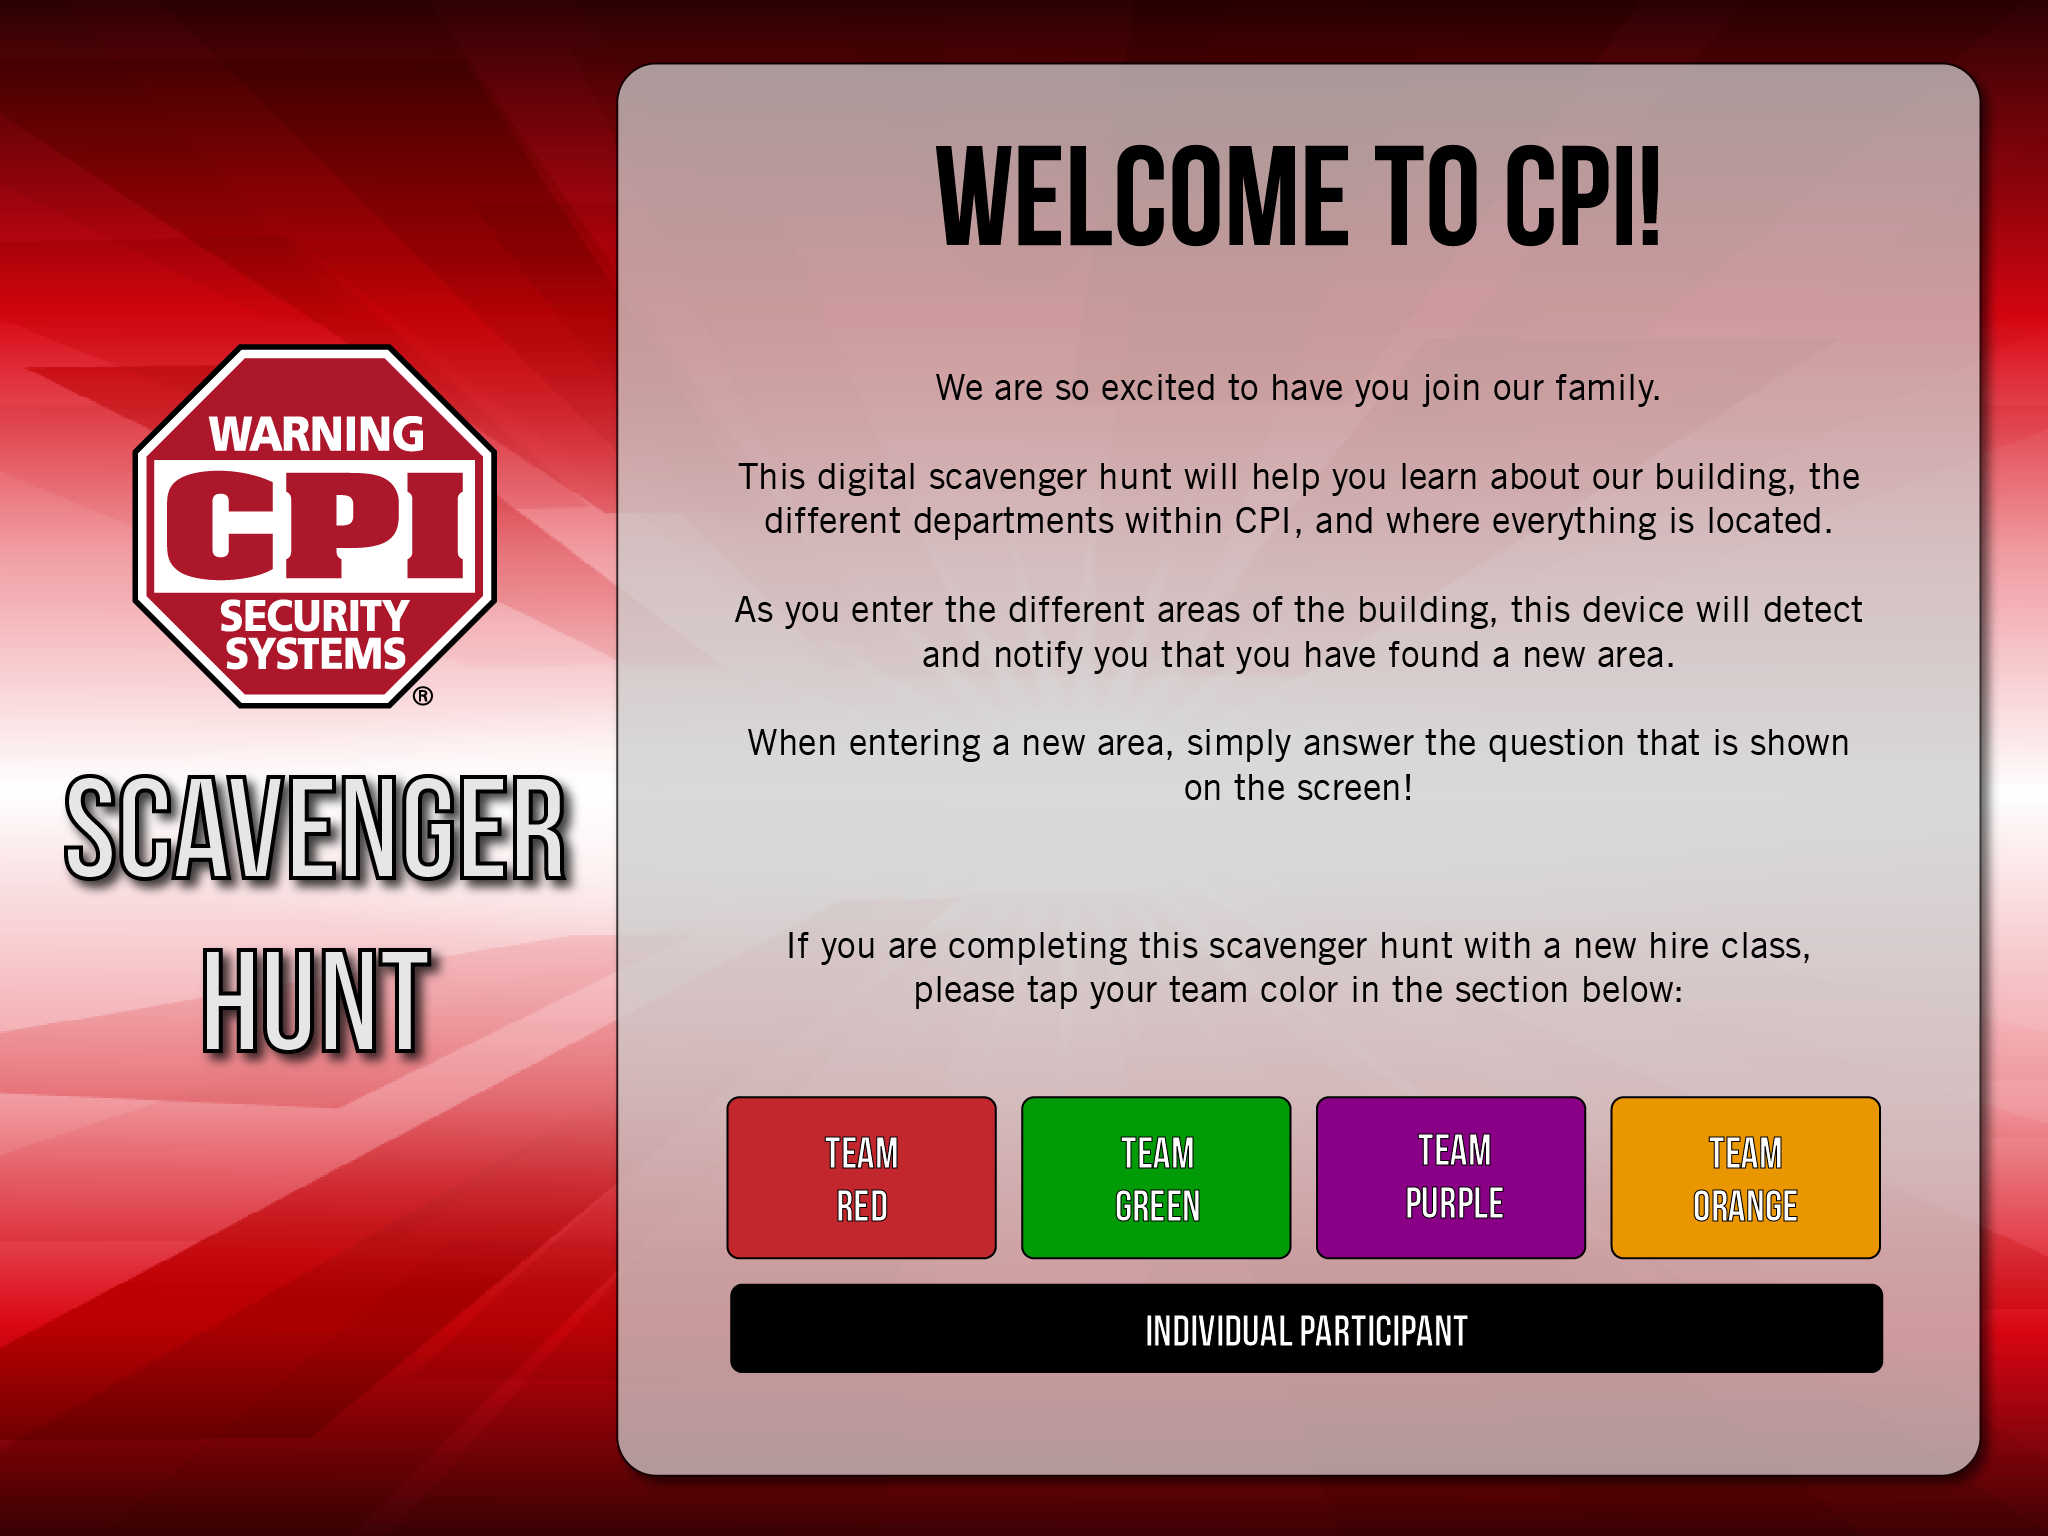 WARNING
CPI
SECURITY
SYSTEMS
®
SCAVENGER
HUNT
WELCOME TO CPI!
We are so excited to have you join our family.
This digital scavenger hunt will help you learn about our building, the
different departments within CPI, and where everything is located.
As you enter the different areas of the building, this device will detect
and notify you that you have found a new area.
When entering a new area, simply answer the question that is shown
on the screen!
If you are completing this scavenger hunt with a new hire class,
please tap your team color in the section below:
TEAM
RED
TEAM
GREEN
TEAM
PURPLE
TEAM
ORANGE
INDIVIDUAL PARTICIPANT